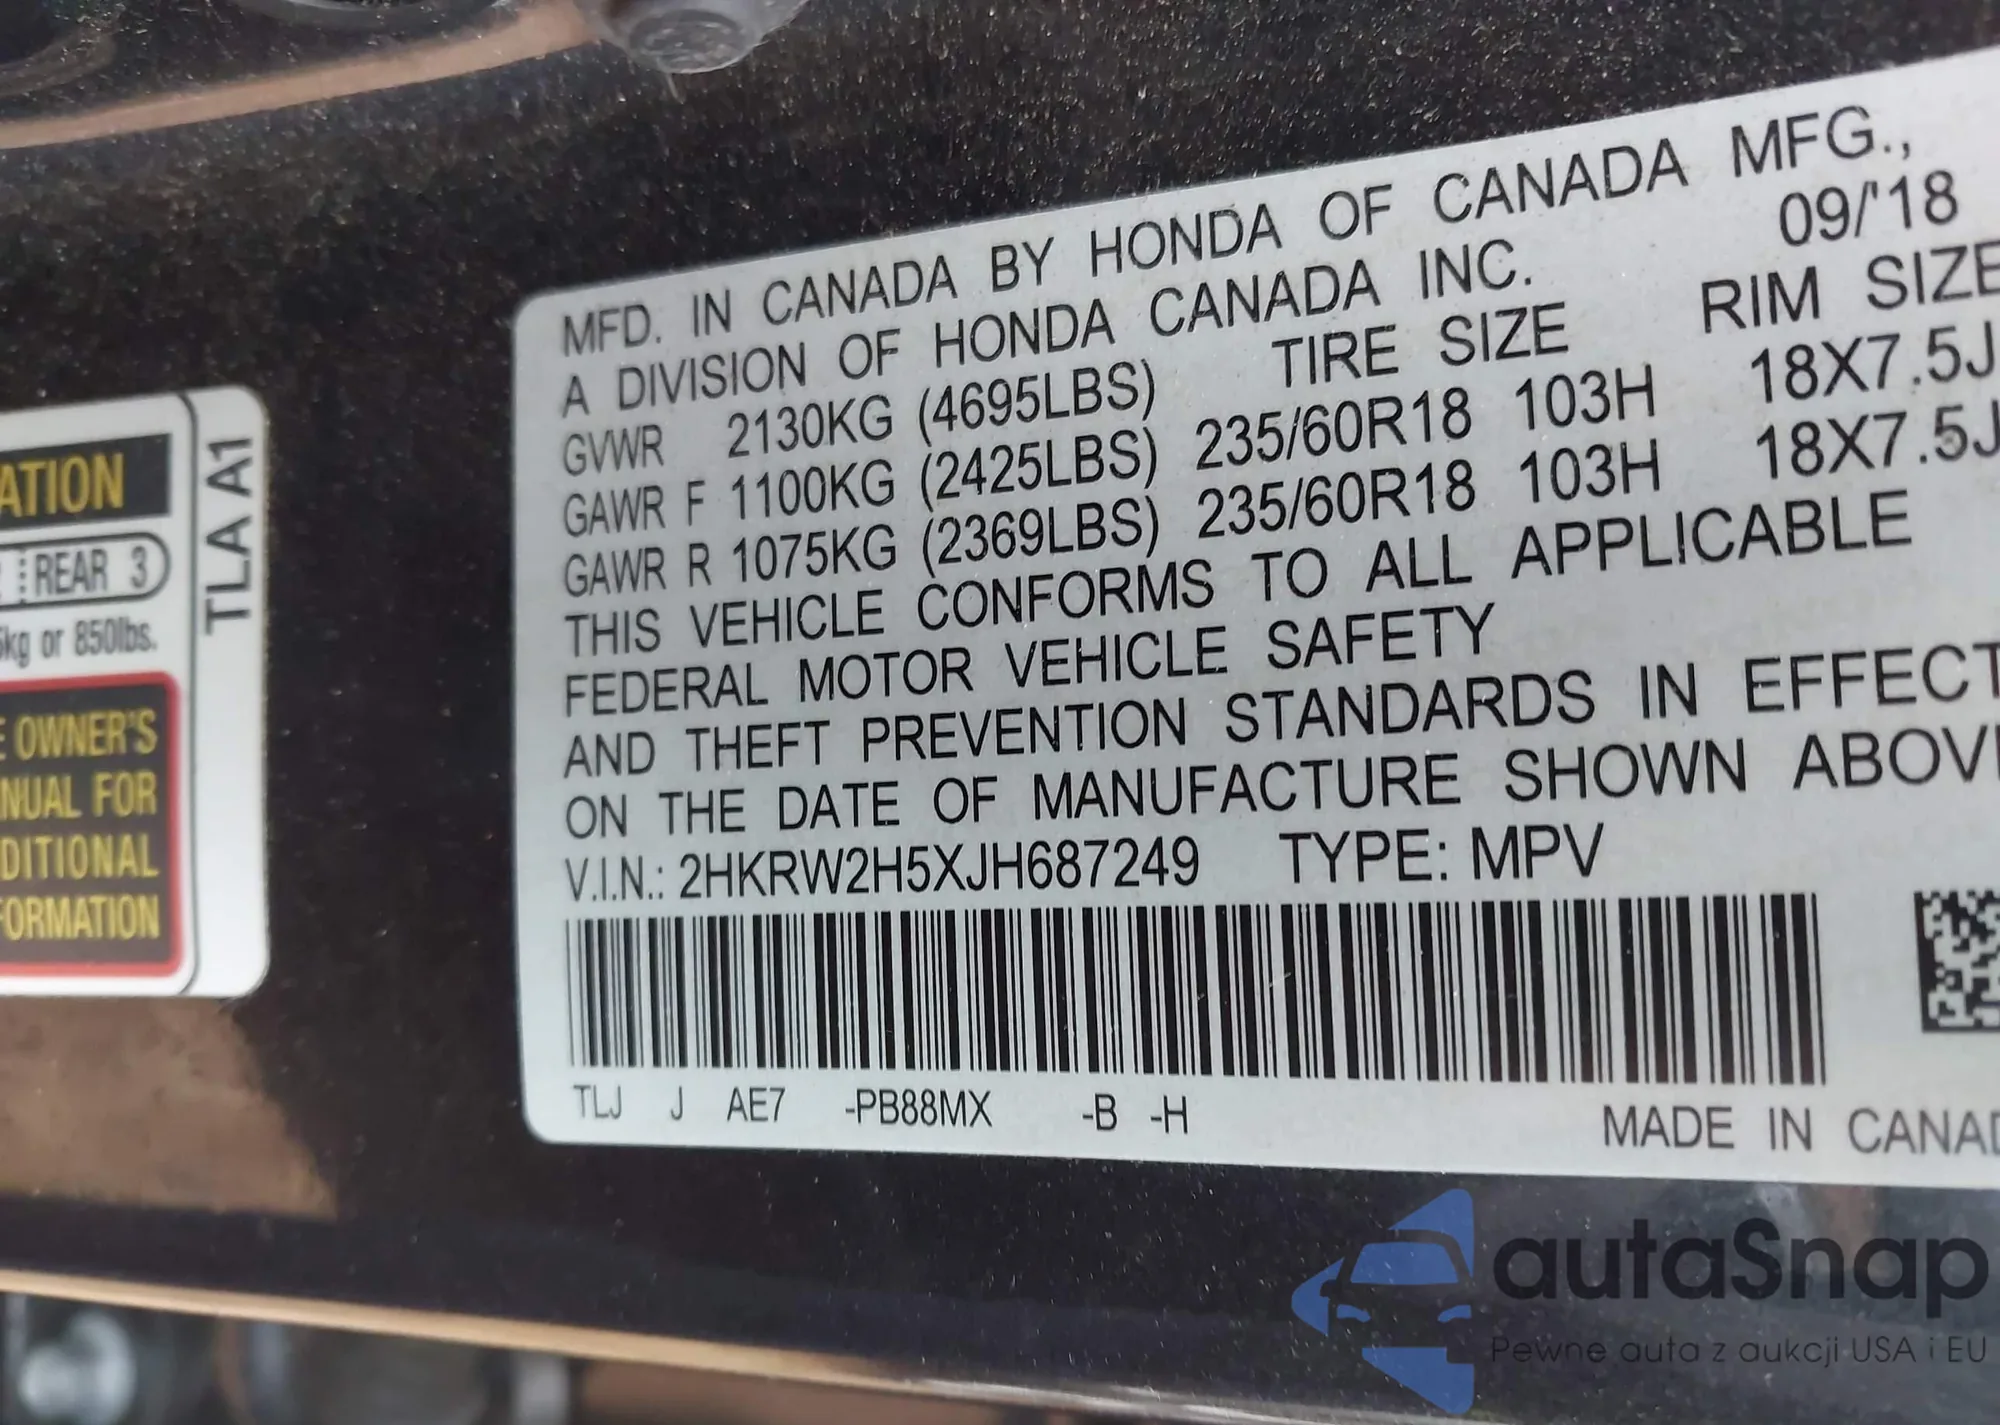 ATION
REAR 3
kg or 850lbs.
E OWNER'S
NUAL FOR
DITIONAL
FORMATION
TLA A1
MFD. IN CANADA BY HONDA OF CANADA MFG.,
A DIVISION OF HONDA CANADA INC. 09/'18
GVWR 2130KG (4695LBS) TIRE SIZE RIM SIZE
GAWR F 1100KG (2425LBS) 235/60R18 103H 18X7.5J
GAWR R 1075KG (2369LBS) 235/60R18 103H 18X7.5J
THIS VEHICLE CONFORMS TO ALL APPLICABLE
FEDERAL MOTOR VEHICLE SAFETY
AND THEFT PREVENTION STANDARDS IN EFFECT
ON THE DATE OF MANUFACTURE SHOWN ABOVE
V.I.N.: 2HKRW2H5XJH687249 TYPE: MPV
TLJ J AE7 -PB88MX -B -H
MADE IN CANAD
autaSnap
Pewne auta z aukcji USA i EU